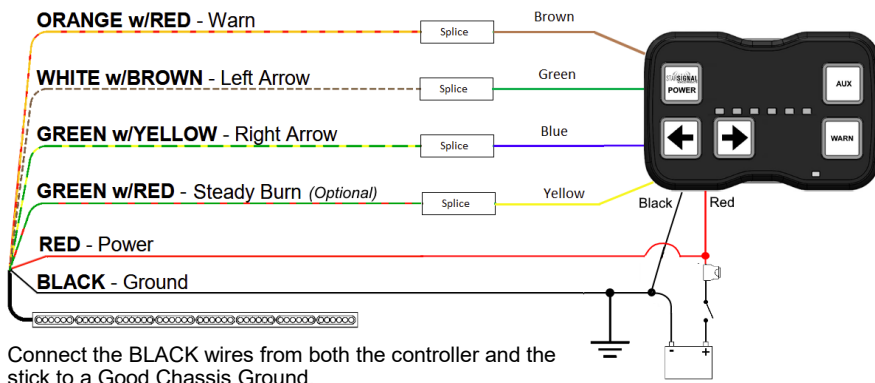 ORANGE w/RED - Warn
Splice
Brown
WHITE w/BROWN - Left Arrow
Splice
Green
GREEN w/YELLOW - Right Arrow
Splice
Blue
GREEN w/RED - Steady Burn (Optional)
Splice
Yellow
STARSIGNAL
POWER
AUX
WARN
Black
Red
RED - Power
BLACK - Ground
- +
Connect the BLACK wires from both the controller and the
stick to a Good Chassis Ground